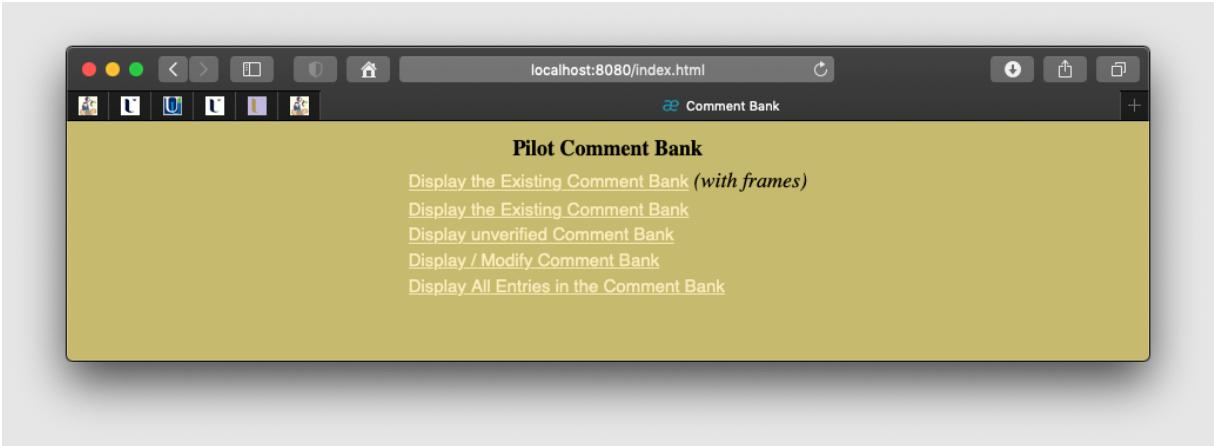 localhost:8080/index.html
æ Comment Bank
Pilot Comment Bank
Display the Existing Comment Bank (with frames)
Display the Existing Comment Bank
Display unverified Comment Bank
Display / Modify Comment Bank
Display All Entries in the Comment Bank